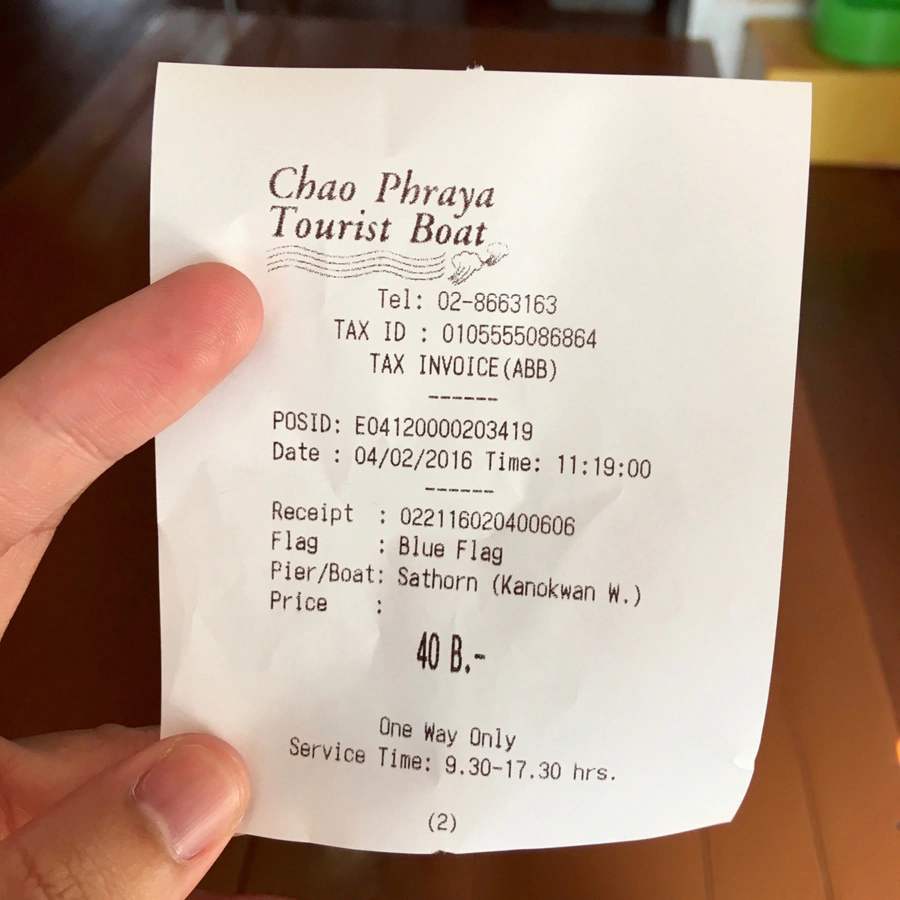 Chao Phraya
Tourist Boat
Tel: 02-8663163
TAX ID : 0105555086864
TAX INVOICE(ABB)
------
POSID: E04120000203419
Date : 04/02/2016 Time: 11:19:00
------
Receipt : 022116020400606
Flag : Blue Flag
Pier/Boat: Sathorn (Kanokwan W.)
Price :
40 B.-
One Way Only
Service Time: 9.30-17.30 hrs.
(2)